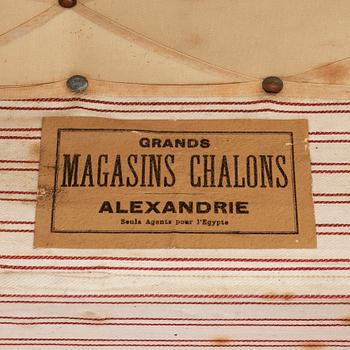 GRANDS
MAGASINS CHALONS
ALEXANDRIE
Seuls Agents pour l'Egypte